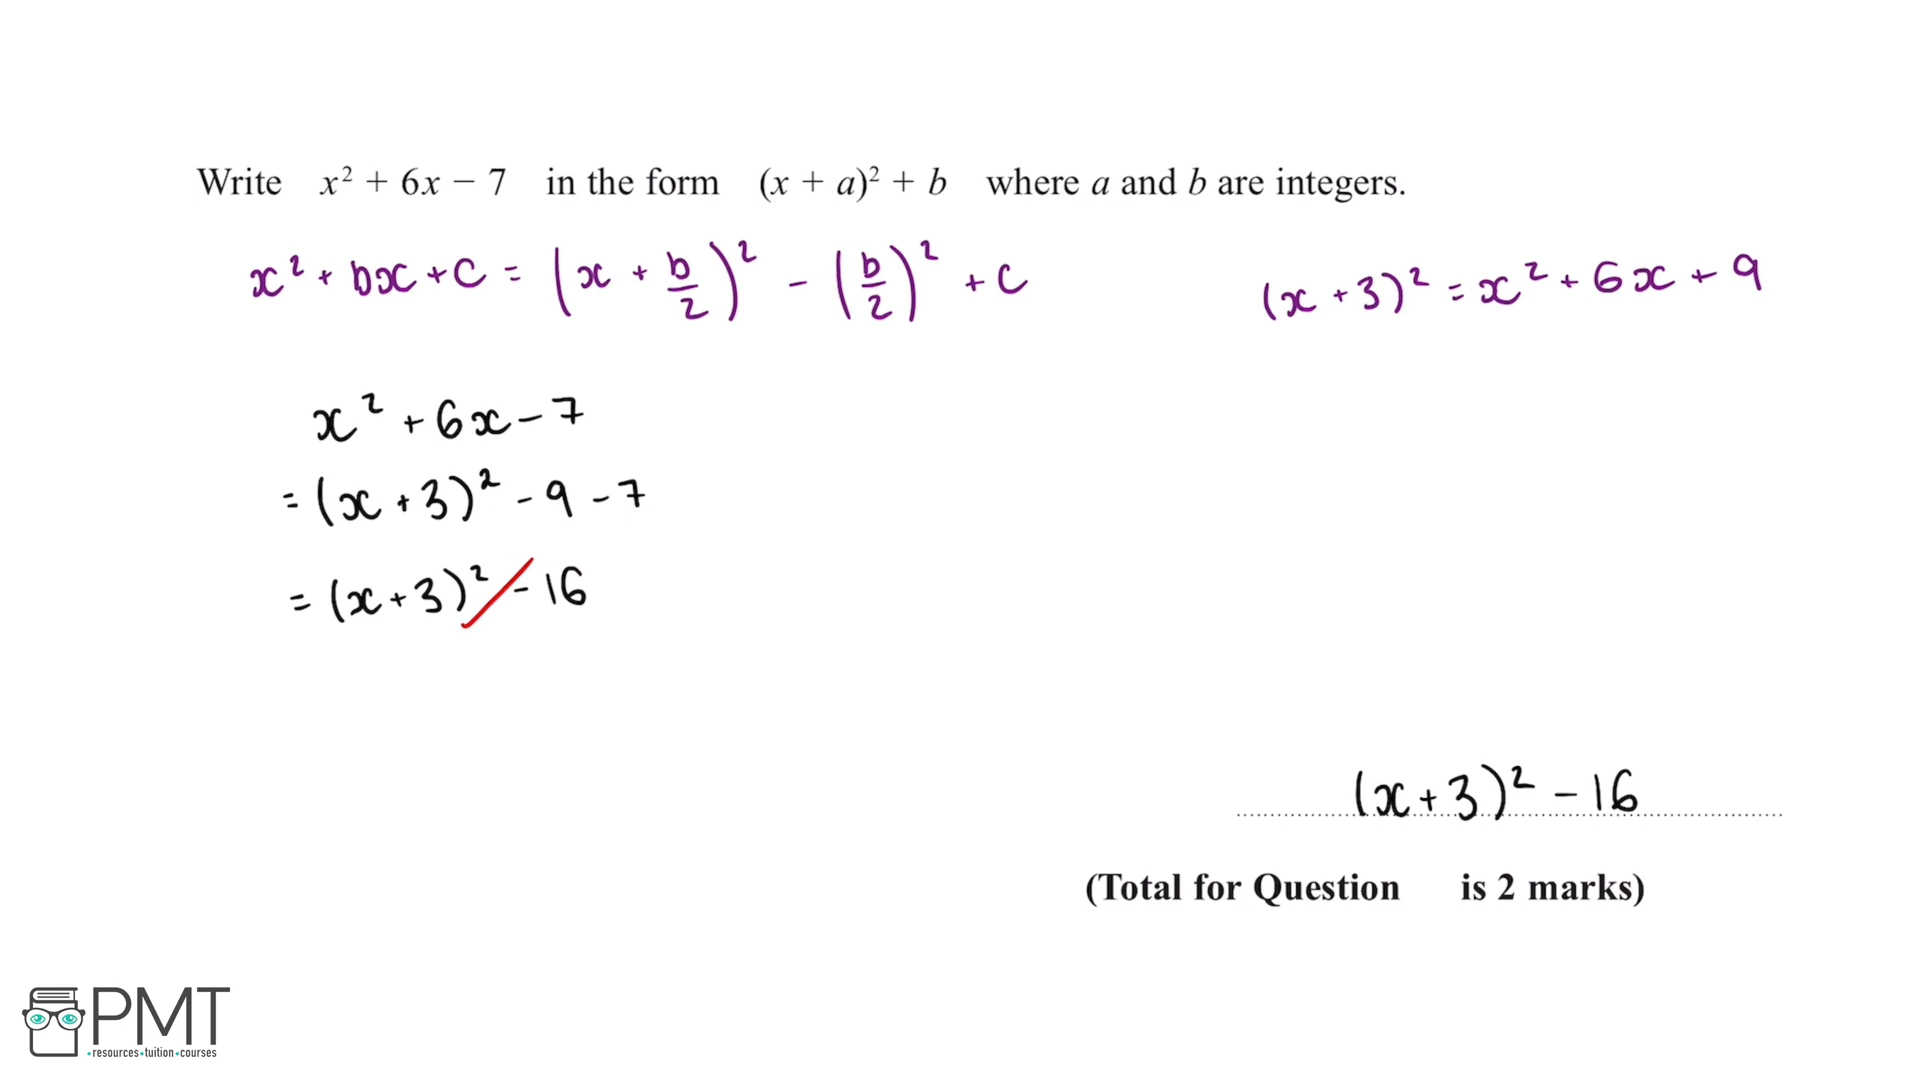 Write x² + 6x − 7 in the form (x + a)² + b where a and b are integers.
x² + bx + c = (x + b/2)² - (b/2)² + c
(x + 3)² = x² + 6x + 9
x² + 6x - 7
= (x + 3)² - 9 - 7
= (x + 3)² - 16
(x + 3)² - 16
(Total for Question is 2 marks)
PMT
•resources•tuition•courses